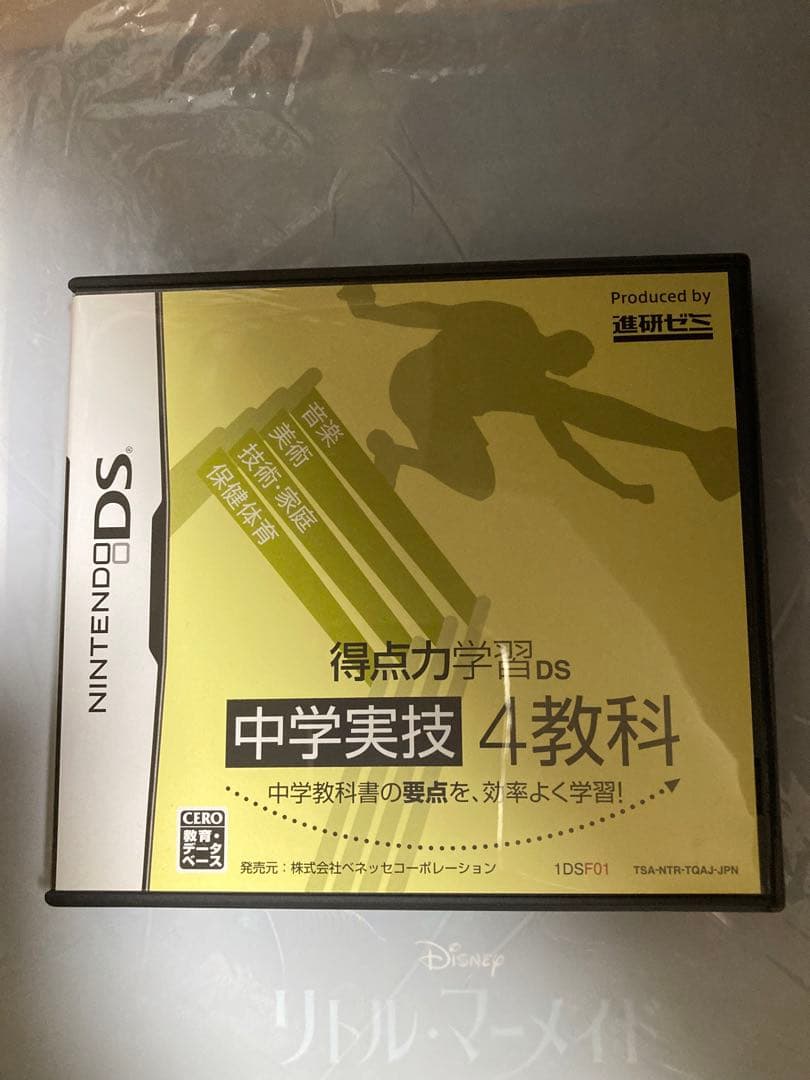 Produced by
進研ゼミ
音楽
美術
技術・家庭
保健体育
NINTENDO DS®
得点力学習DS
中学実技 4教科
中学教科書の要点を、効率よく学習!
CERO
教育・
データ
ベース
発売元:株式会社ベネッセコーポレーション 1DSF01 TSA-NTR-TQAJ-JPN
Disney
リトル・マーメイド